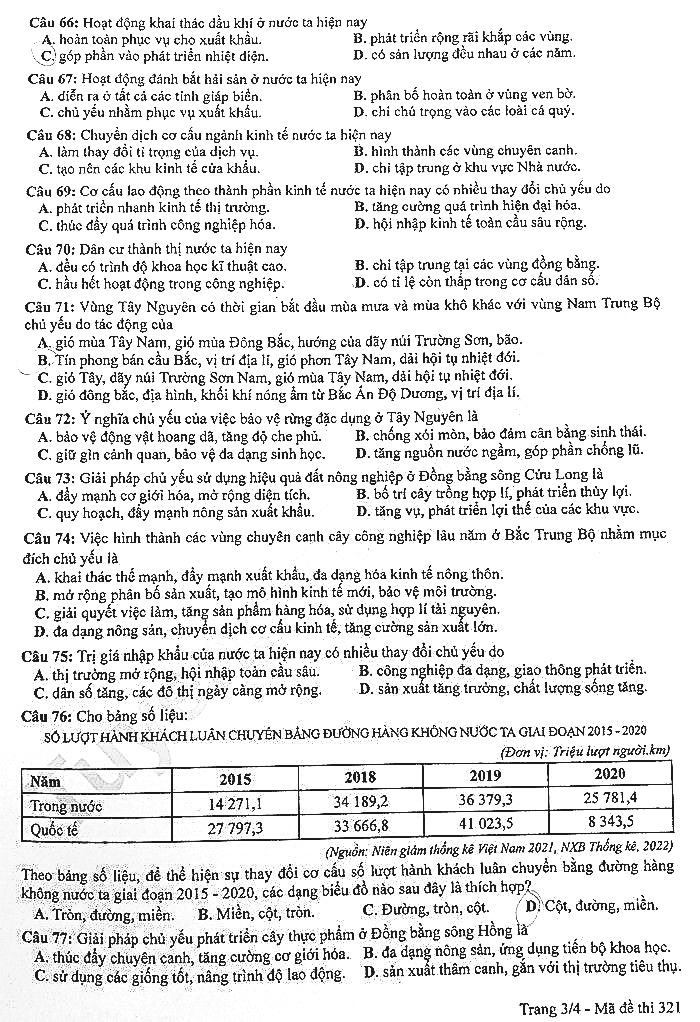 Câu 66: Hoạt động khai thác dầu khí ở nước ta hiện nay
A. hoàn toàn phục vụ cho xuất khẩu. B. phát triển rộng rãi khắp các vùng.
C. góp phần vào phát triển nhiệt điện. D. có sản lượng đều nhau ở các năm.
Câu 67: Hoạt động đánh bắt hải sản ở nước ta hiện nay
A. diễn ra ở tất cả các tỉnh giáp biển. B. phân bố hoàn toàn ở vùng ven bờ.
C. chủ yếu nhằm phục vụ xuất khẩu. D. chỉ chú trọng vào các loài cá quý.
Câu 68: Chuyển dịch cơ cấu ngành kinh tế nước ta hiện nay
A. làm thay đổi tỉ trọng của dịch vụ. B. hình thành các vùng chuyên canh.
C. tạo nên các khu kinh tế cửa khẩu. D. chỉ tập trung ở khu vực Nhà nước.
Câu 69: Cơ cấu lao động theo thành phần kinh tế nước ta hiện nay có nhiều thay đổi chủ yếu do
A. phát triển nhanh kinh tế thị trường. B. tăng cường quá trình hiện đại hóa.
C. thúc đẩy quá trình công nghiệp hóa. D. hội nhập kinh tế toàn cầu sâu rộng.
Câu 70: Dân cư thành thị nước ta hiện nay
A. đều có trình độ khoa học kĩ thuật cao. B. chỉ tập trung tại các vùng đồng bằng.
C. hầu hết hoạt động trong công nghiệp. D. có tỉ lệ còn thấp trong cơ cấu dân số.
Câu 71: Vùng Tây Nguyên có thời gian bắt đầu mùa mưa và mùa khô khác với vùng Nam Trung Bộ
chủ yếu do tác động của
A. gió mùa Tây Nam, gió mùa Đông Bắc, hướng của dãy núi Trường Sơn, bão.
B. Tín phong bán cầu Bắc, vị trí địa lí, gió phơn Tây Nam, dải hội tụ nhiệt đới.
C. gió Tây, dãy núi Trường Sơn Nam, gió mùa Tây Nam, dải hội tụ nhiệt đới.
D. gió đông bắc, địa hình, khối khí nóng ẩm từ Bắc Ấn Độ Dương, vị trí địa lí.
Câu 72: Ý nghĩa chủ yếu của việc bảo vệ rừng đặc dụng ở Tây Nguyên là
A. bảo vệ động vật hoang dã, tăng độ che phủ. B. chống xói mòn, bảo đảm cân bằng sinh thái.
C. giữ gìn cảnh quan, bảo vệ đa dạng sinh học. D. tăng nguồn nước ngầm, góp phần chống lũ.
Câu 73: Giải pháp chủ yếu sử dụng hiệu quả đất nông nghiệp ở Đồng bằng sông Cửu Long là
A. đẩy mạnh cơ giới hóa, mở rộng diện tích. B. bố trí cây trồng hợp lí, phát triển thủy lợi.
C. quy hoạch, đẩy mạnh nông sản xuất khẩu. D. tăng vụ, phát triển lợi thế của các khu vực.
Câu 74: Việc hình thành các vùng chuyên canh cây công nghiệp lâu năm ở Bắc Trung Bộ nhằm mục
đích chủ yếu là
A. khai thác thế mạnh, đẩy mạnh xuất khẩu, đa dạng hóa kinh tế nông thôn.
B. mở rộng phân bố sản xuất, tạo mô hình kinh tế mới, bảo vệ môi trường.
C. giải quyết việc làm, tăng sản phẩm hàng hóa, sử dụng hợp lí tài nguyên.
D. đa dạng nông sản, chuyển dịch cơ cấu kinh tế, tăng cường sản xuất lớn.
Câu 75: Trị giá nhập khẩu của nước ta hiện nay có nhiều thay đổi chủ yếu do
A. thị trường mở rộng, hội nhập toàn cầu sâu. B. công nghiệp đa dạng, giao thông phát triển.
C. dân số tăng, các đô thị ngày càng mở rộng. D. sản xuất tăng trưởng, chất lượng sống tăng.
Câu 76: Cho bảng số liệu:
SỐ LƯỢT HÀNH KHÁCH LUÂN CHUYỂN BẰNG ĐƯỜNG HÀNG KHÔNG NƯỚC TA GIAI ĐOẠN 2015 - 2020
(Đơn vị: Triệu lượt người.km)
Năm 2015 2018 2019 2020
Trong nước 14 271,1 34 189,2 36 379,3 25 781,4
Quốc tế 27 797,3 33 666,8 41 023,5 8 343,5
(Nguồn: Niên giám thống kê Việt Nam 2021, NXB Thống kê, 2022)
Theo bảng số liệu, để thể hiện sự thay đổi cơ cấu số lượt hành khách luân chuyển bằng đường hàng
không nước ta giai đoạn 2015 - 2020, các dạng biểu đồ nào sau đây là thích hợp?
A. Tròn, đường, miền. B. Miền, cột, tròn. C. Đường, tròn, cột. D. Cột, đường, miền.
Câu 77: Giải pháp chủ yếu phát triển cây thực phẩm ở Đồng bằng sông Hồng là
A. thúc đẩy chuyên canh, tăng cường cơ giới hóa. B. đa dạng nông sản, ứng dụng tiến bộ khoa học.
C. sử dụng các giống tốt, nâng trình độ lao động. D. sản xuất thâm canh, gắn với thị trường tiêu thụ.
Trang 3/4 - Mã đề thi 321